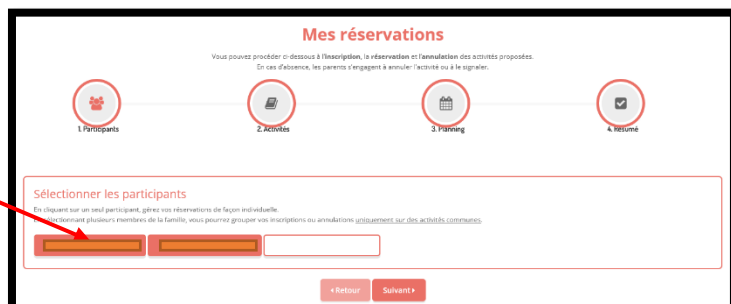 Mes réservations
Vous pouvez procéder ci-dessous à l'inscription, la réservation et l'annulation des activités proposées.
En cas d'absence, les parents s'engagent à annuler l'activité ou à le signaler.
1. Participants
2. Activités
3. Planning
4. Résumé
Sélectionner les participants
En cliquant sur un seul participant, gérez vos réservations de façon individuelle.
sélectionnant plusieurs membres de la famille, vous pourrez grouper vos inscriptions ou annulations uniquement sur des activités communes.
Retour
Suivant